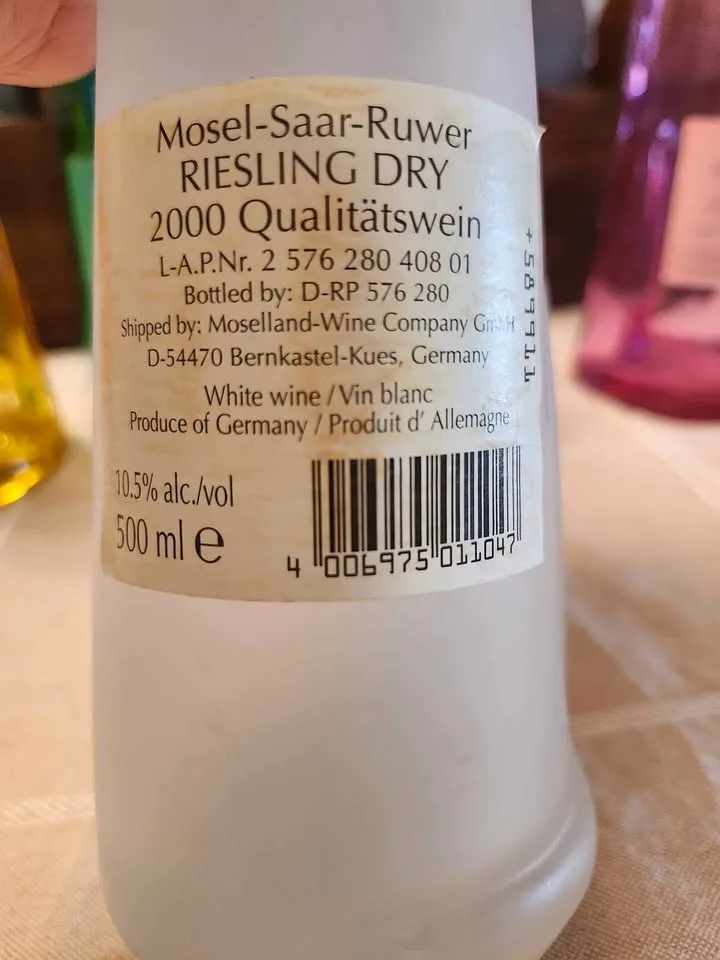 Mosel-Saar-Ruwer
RIESLING DRY
2000 Qualitätswein
L-A.P.Nr. 2 576 280 408 01
Bottled by: D-RP 576 280
Shipped by: Moselland-Wine Company GmbH
D-54470 Bernkastel-Kues, Germany
White wine / Vin blanc
Produce of Germany / Produit d' Allemagne
10.5% alc./vol
500 ml e
4 006975 011047
+589911